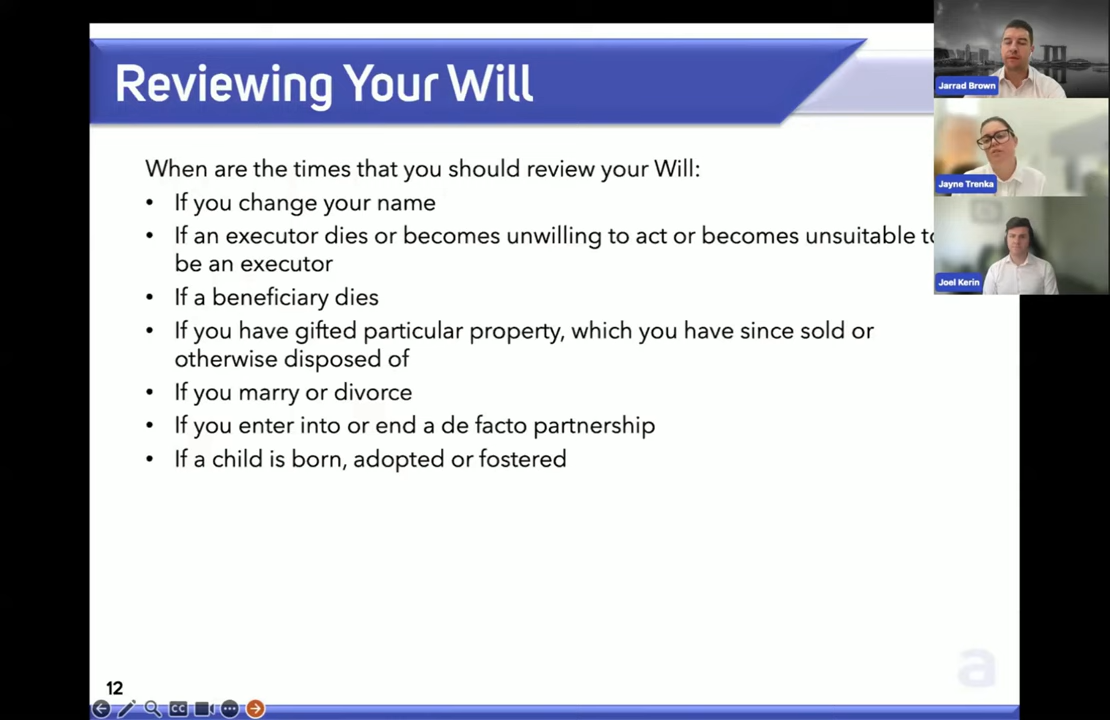 Reviewing Your Will
When are the times that you should review your Will:
• If you change your name
• If an executor dies or becomes unwilling to act or becomes unsuitable to
be an executor
• If a beneficiary dies
• If you have gifted particular property, which you have since sold or
otherwise disposed of
• If you marry or divorce
• If you enter into or end a de facto partnership
• If a child is born, adopted or fostered
Jarrad Brown
Jayne Trenka
Joel Kerin
a
12
CC